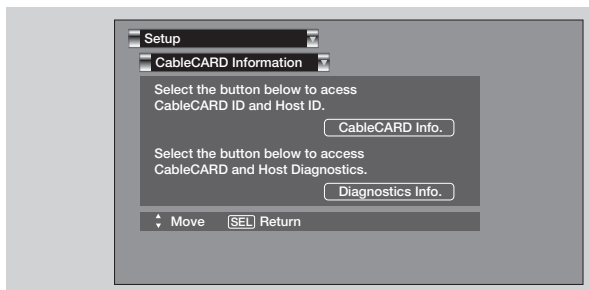 Setup
CableCARD Information
Select the button below to acess
CableCARD ID and Host ID.
CableCARD Info.
Select the button below to access
CableCARD and Host Diagnostics.
Diagnostics Info.
Move SEL Return